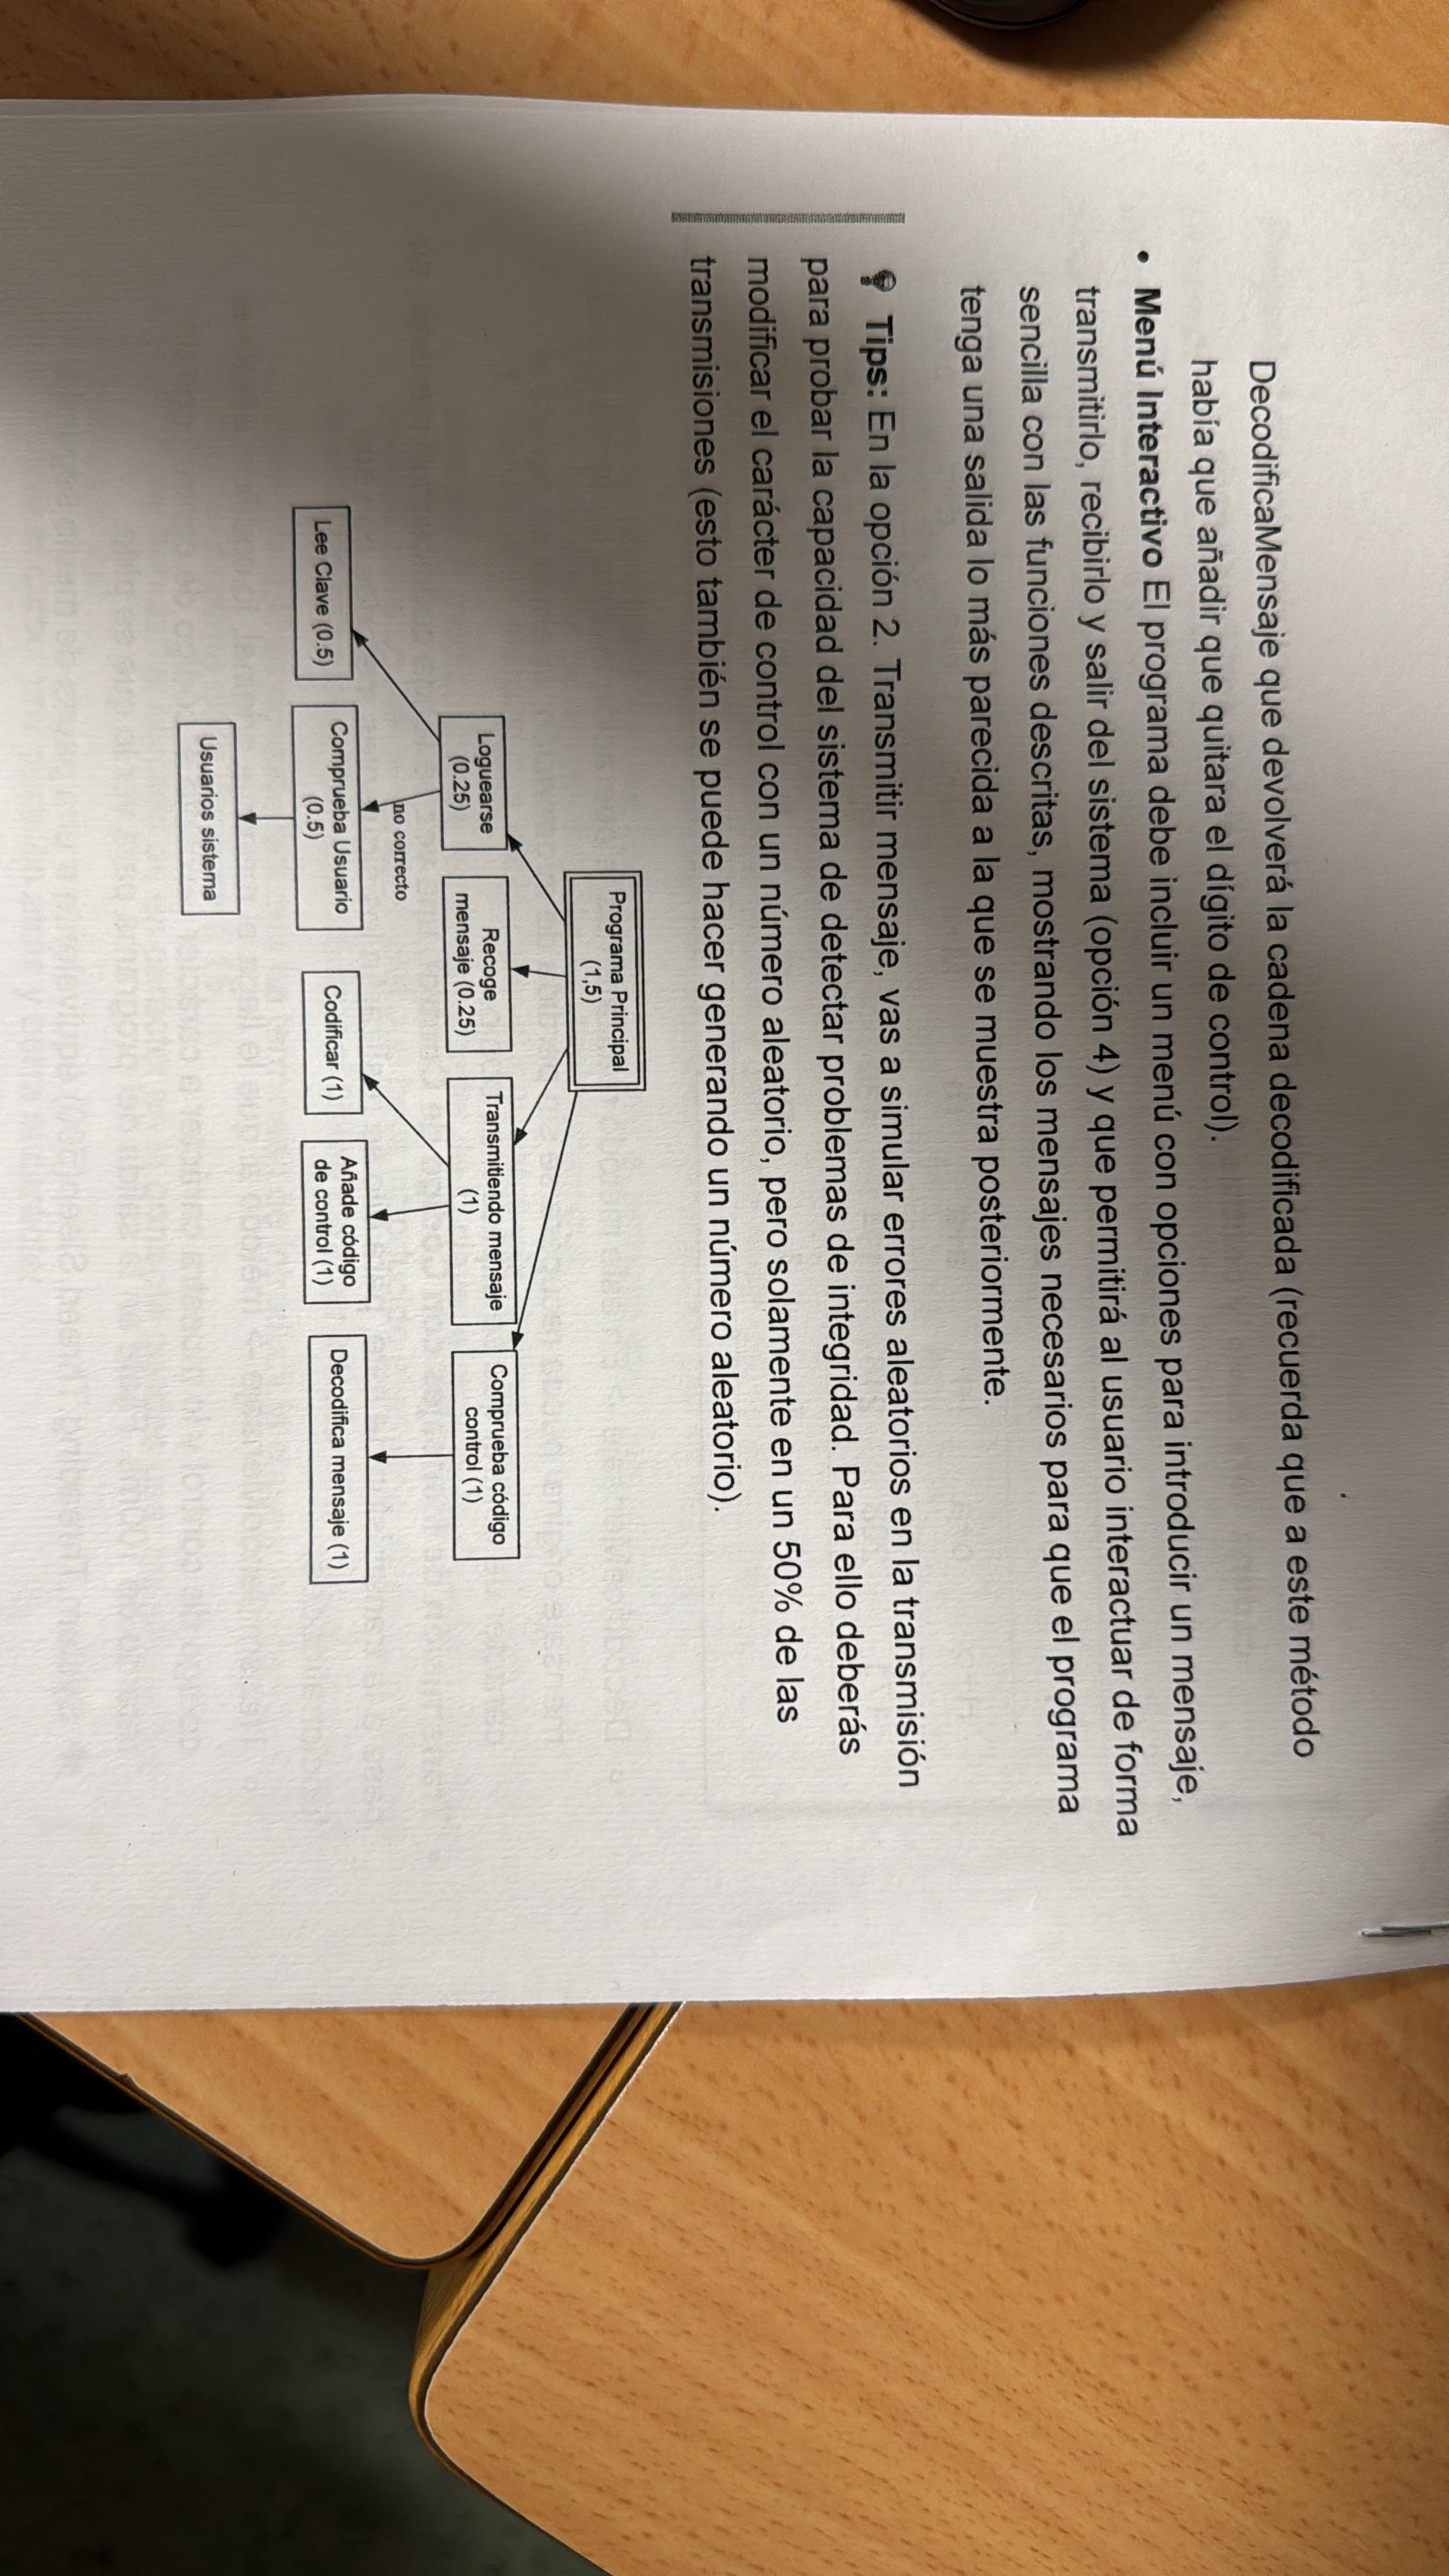 DecodificaMensaje que devolverá la cadena decodificada (recuerda que a este método
había que añadir que quitara el dígito de control).
• Menú Interactivo El programa debe incluir un menú con opciones para introducir un mensaje,
transmitirlo, recibirlo y salir del sistema (opción 4) y que permitirá al usuario interactuar de forma
sencilla con las funciones descritas, mostrando los mensajes necesarios para que el programa
tenga una salida lo más parecida a la que se muestra posteriormente.
Tips: En la opción 2. Transmitir mensaje, vas a simular errores aleatorios en la transmisión
para probar la capacidad del sistema de detectar problemas de integridad. Para ello deberás
modificar el carácter de control con un número aleatorio, pero solamente en un 50% de las
transmisiones (esto también se puede hacer generando un número aleatorio).
Programa Principal
(1,5)
Loguearse
(0.25)
Recoge
mensaje (0.25)
Transmitiendo mensaje
(1)
Comprueba código
control (1)
no correcto
Lee Clave (0.5)
Comprueba Usuario
(0.5)
Codificar (1)
Añade código
de control (1)
Decodifica mensaje (1)
Usuarios sistema